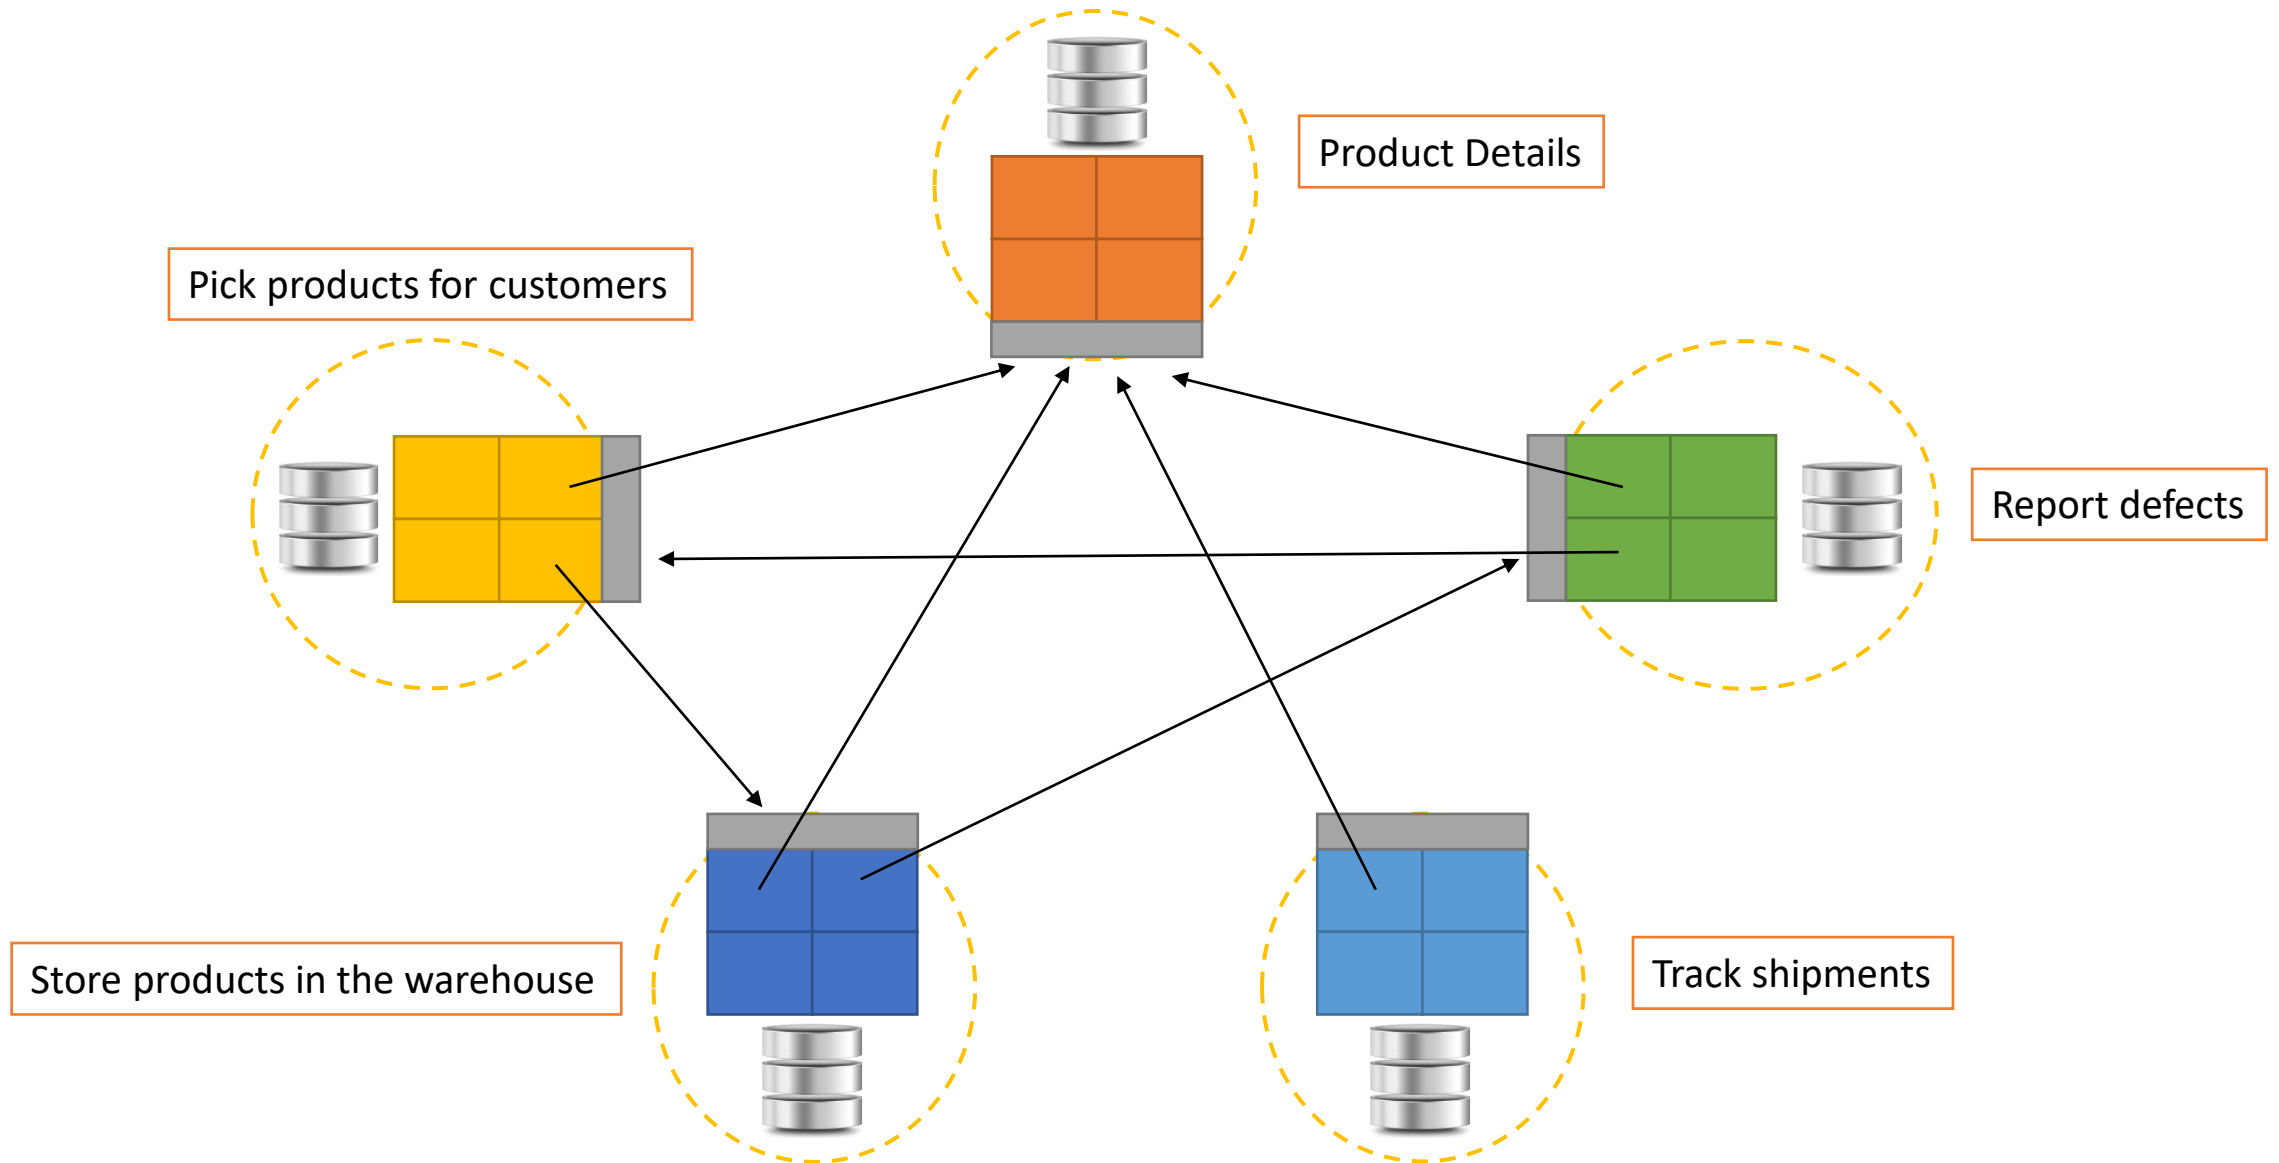 Product Details
Pick products for customers
Report defects
Store products in the warehouse
Track shipments